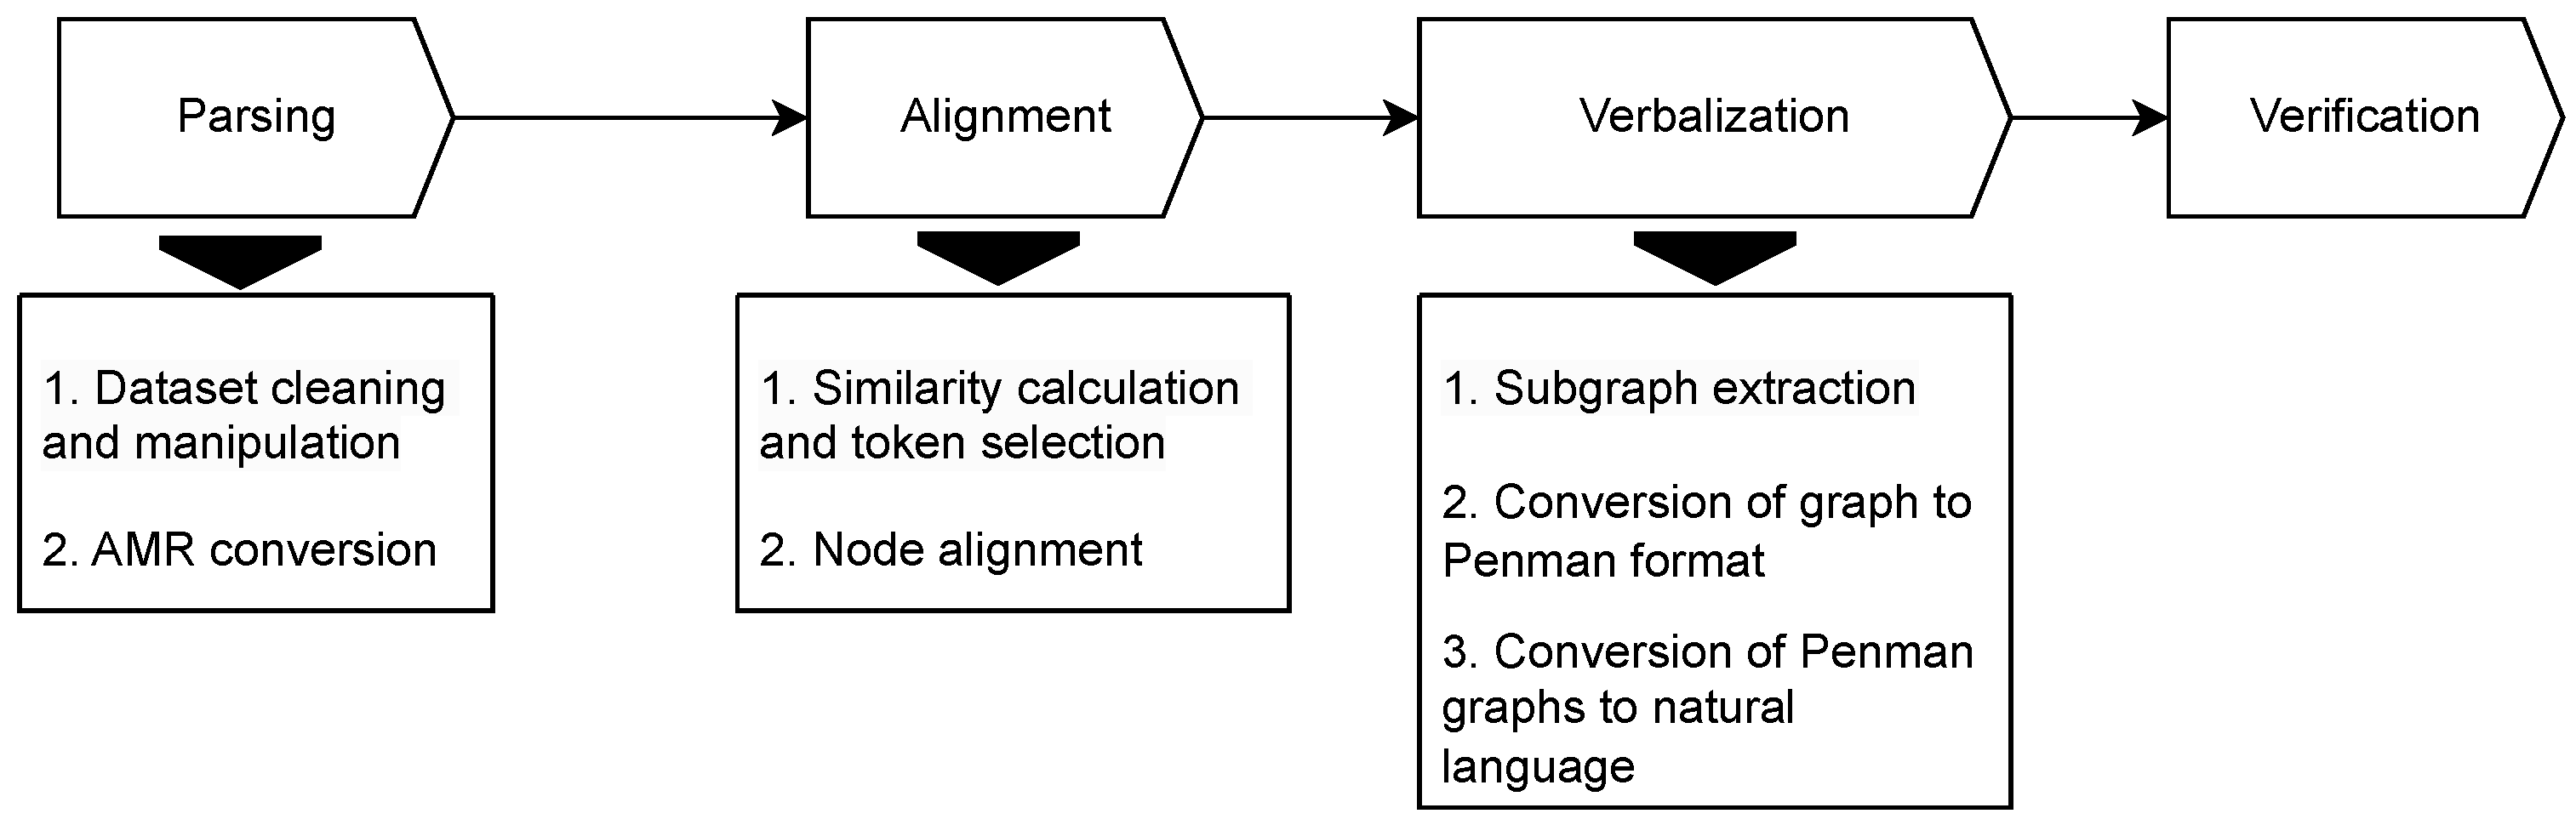 Parsing
Alignment
Verbalization
Verification
1. Dataset cleaning
and manipulation
2. AMR conversion
1. Similarity calculation
and token selection
2. Node alignment
1. Subgraph extraction
2. Conversion of graph to
Penman format
3. Conversion of Penman
graphs to natural
language